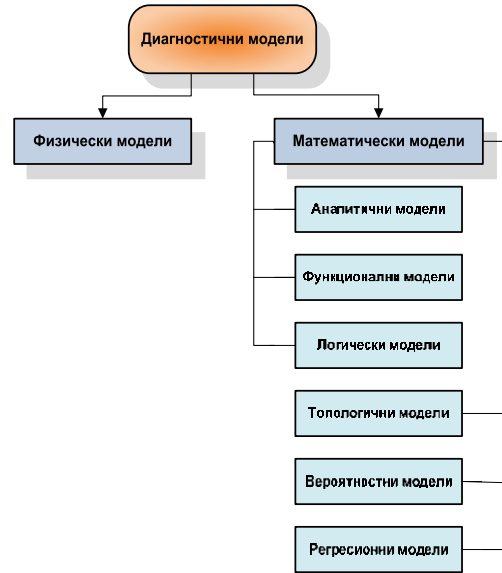 Диагностични модели
Физически модели
Математически модели
Аналитични модели
Функционални модели
Логически модели
Топологични модели
Вероятностни модели
Регресионни модели